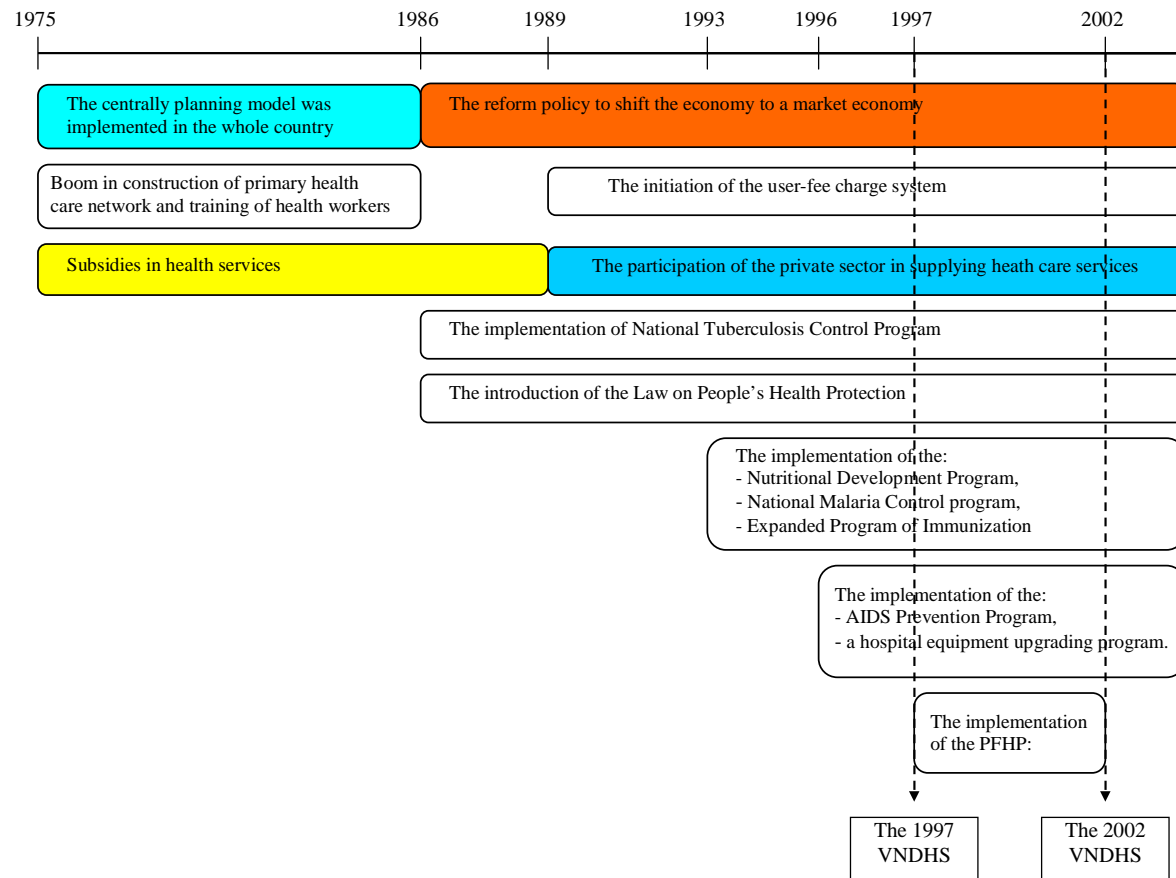 1975 1986 1989 1993 1996 1997 2002
The centrally planning model was
implemented in the whole country
The reform policy to shift the economy to a market economy
Boom in construction of primary health
care network and training of health workers
The initiation of the user-fee charge system
Subsidies in health services
The participation of the private sector in supplying heath care services
The implementation of National Tuberculosis Control Program
The introduction of the Law on People's Health Protection
The implementation of the:
- Nutritional Development Program,
- National Malaria Control program,
- Expanded Program of Immunization
The implementation of the:
- AIDS Prevention Program,
- a hospital equipment upgrading program.
The implementation
of the PFHP:
The 1997
VNDHS
The 2002
VNDHS